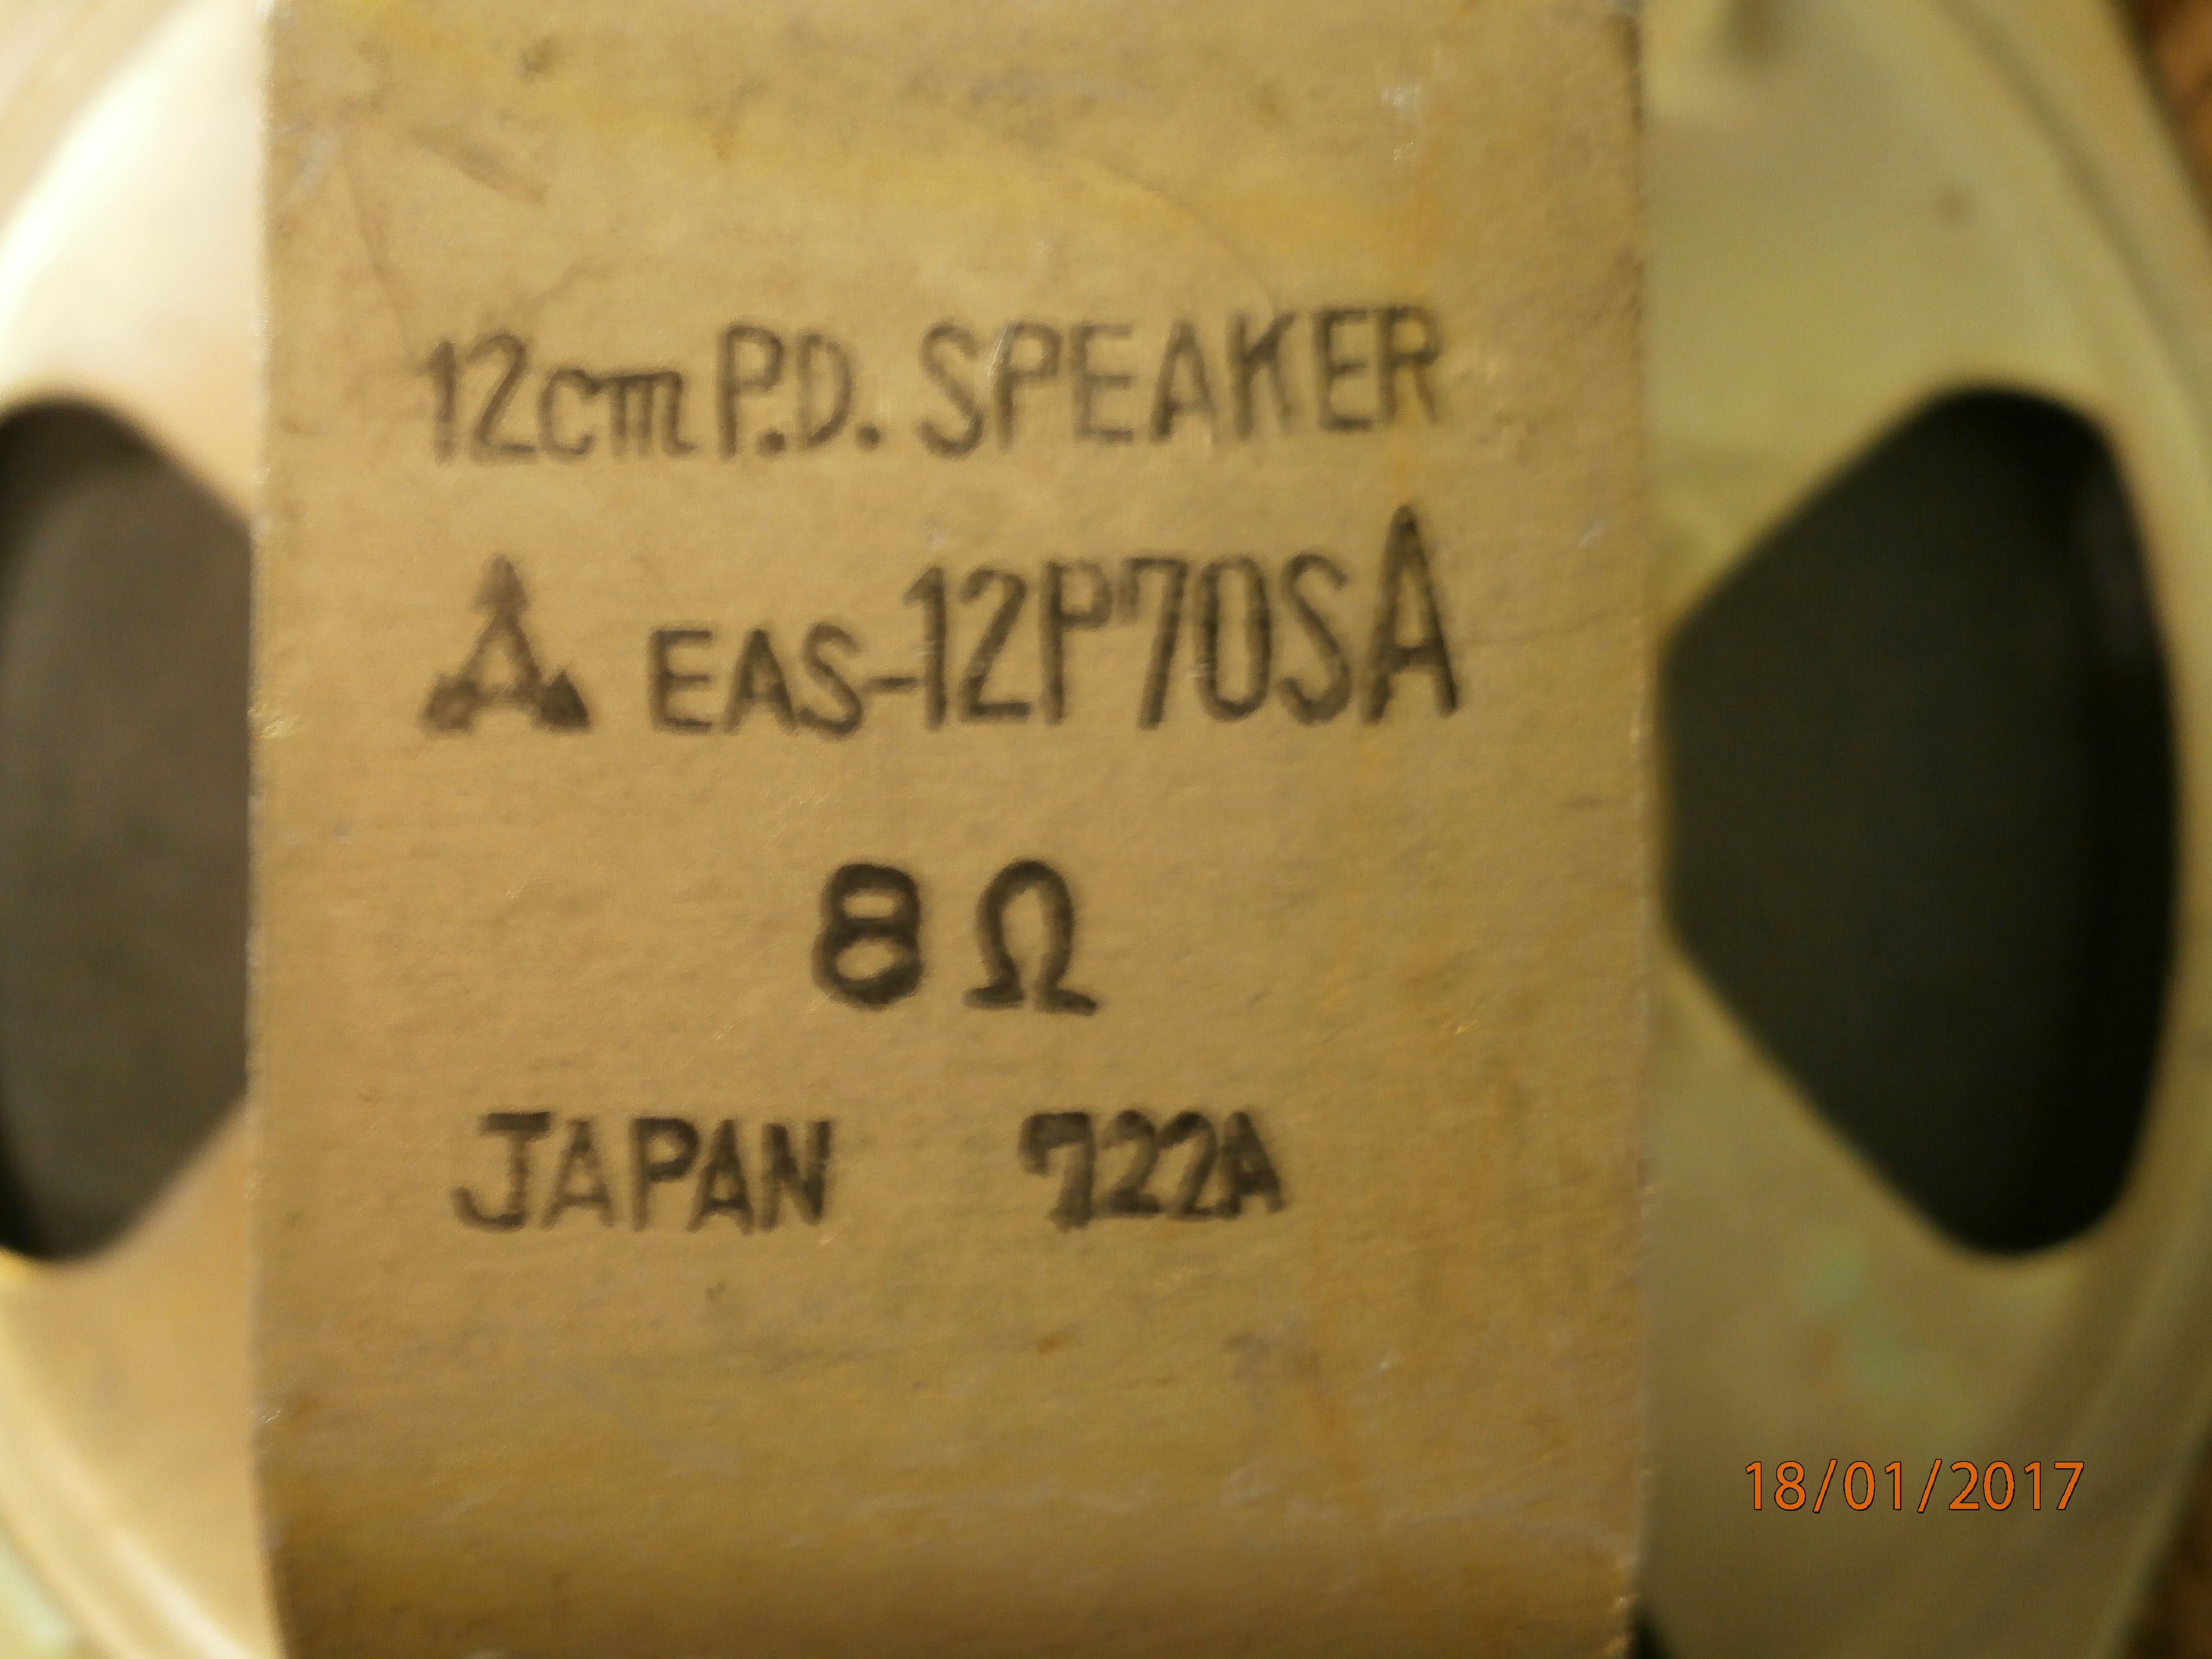 12cm P.D. SPEAKER
EAS-12P70SA
8 Ω
JAPAN 722A
18/01/2017